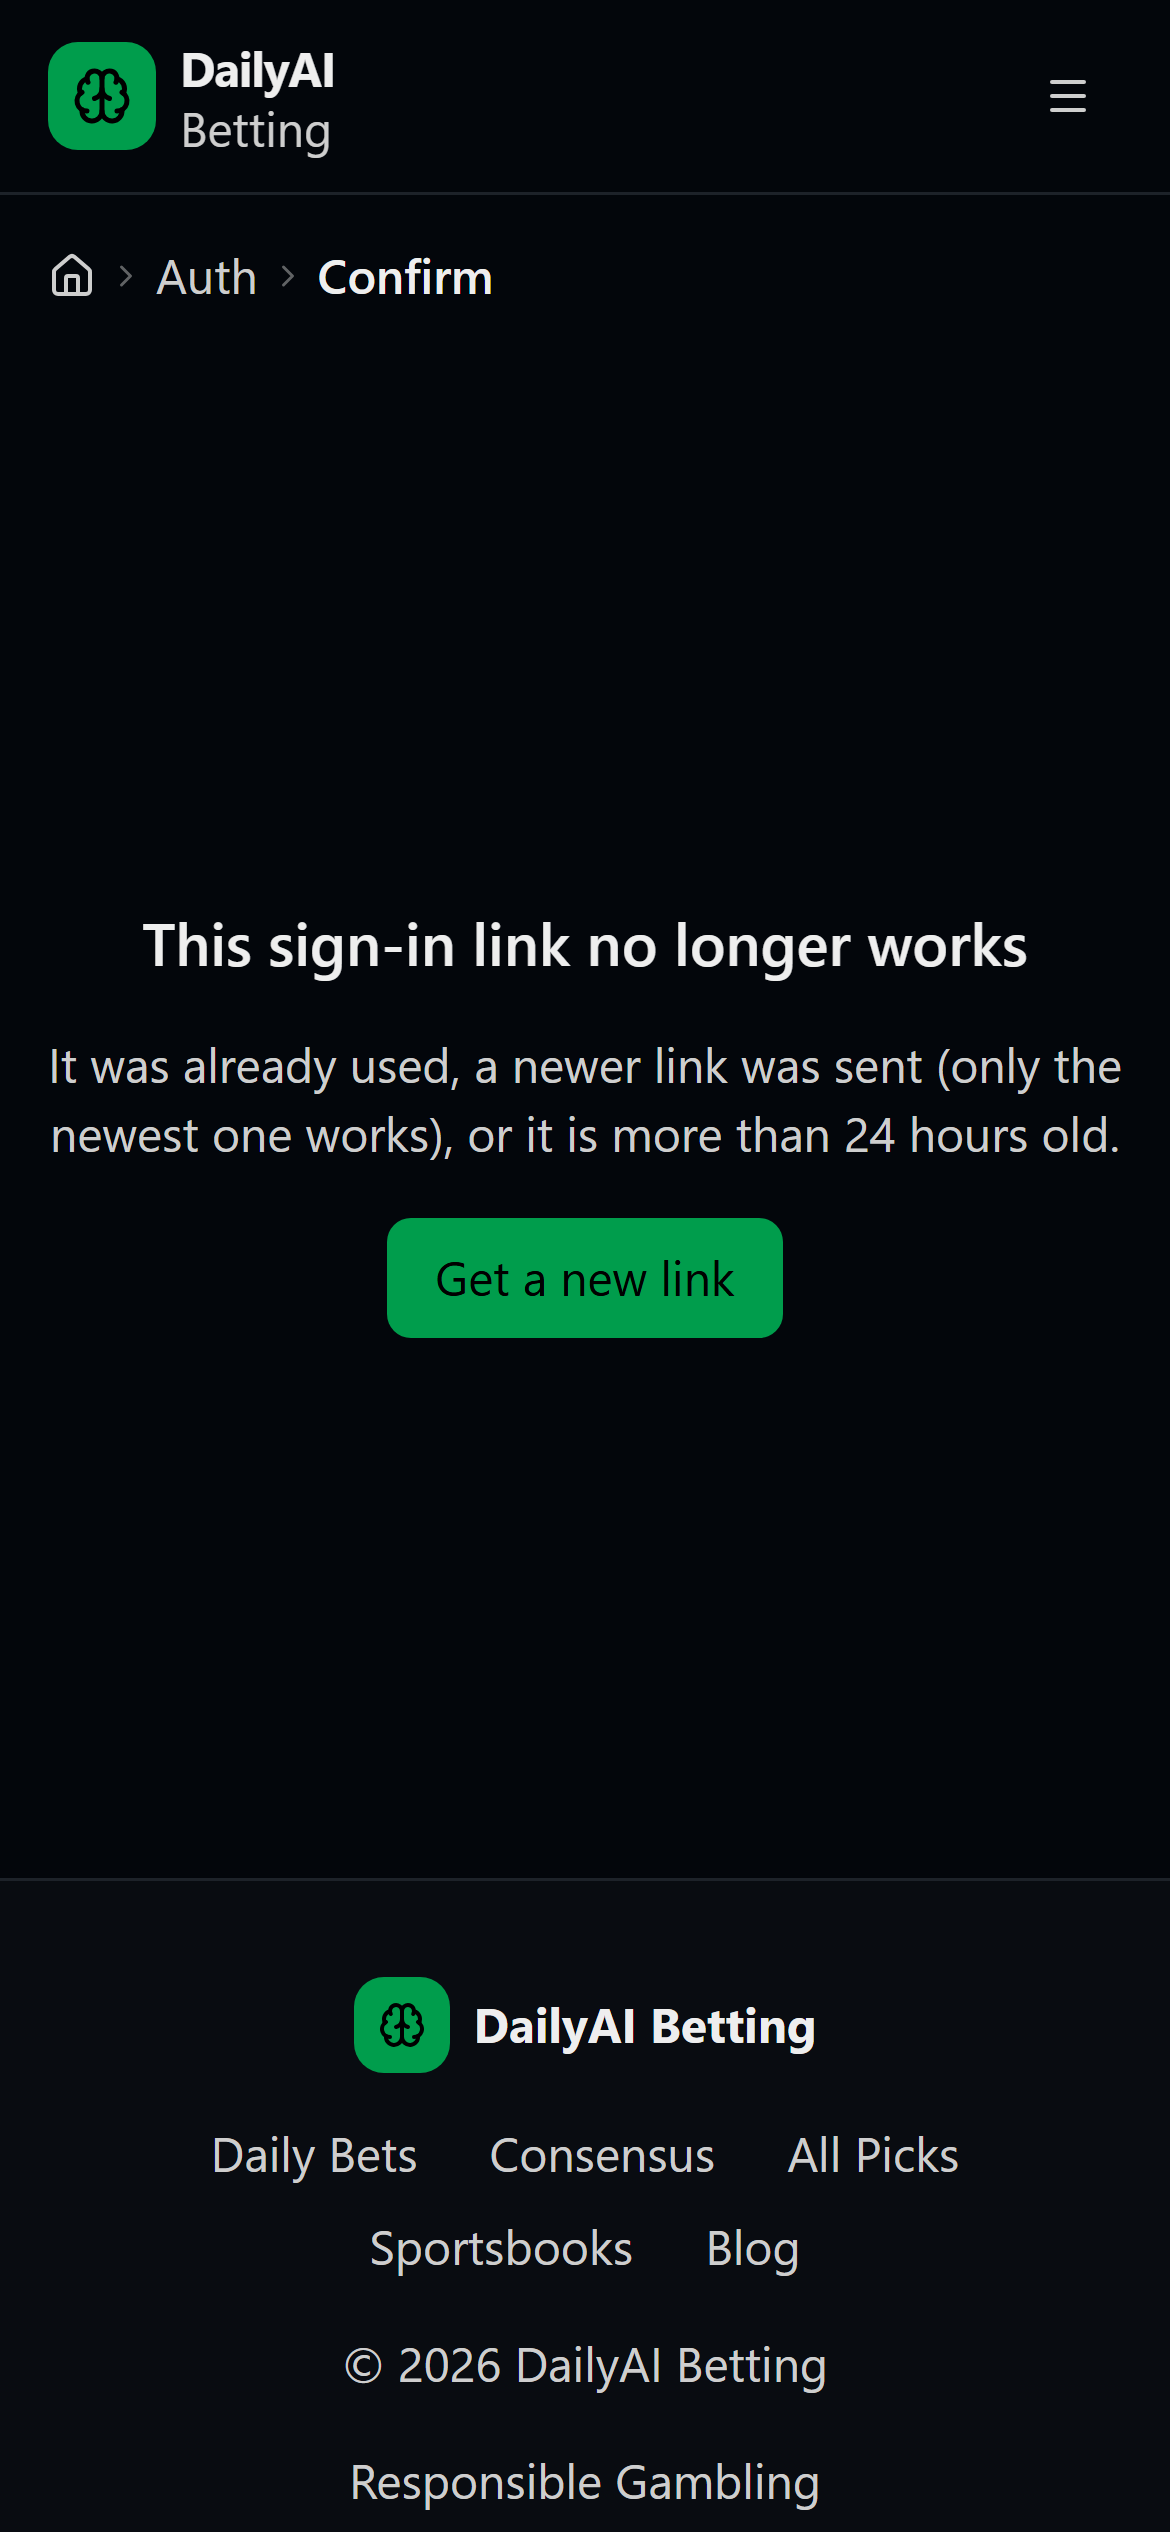 DailyAI
Betting
Auth
Confirm
This sign-in link no longer works
It was already used, a newer link was sent (only the
newest one works), or it is more than 24 hours old.
Get a new link
DailyAI Betting
Daily Bets
Consensus
All Picks
Sportsbooks
Blog
© 2026 DailyAI Betting
Responsible Gambling